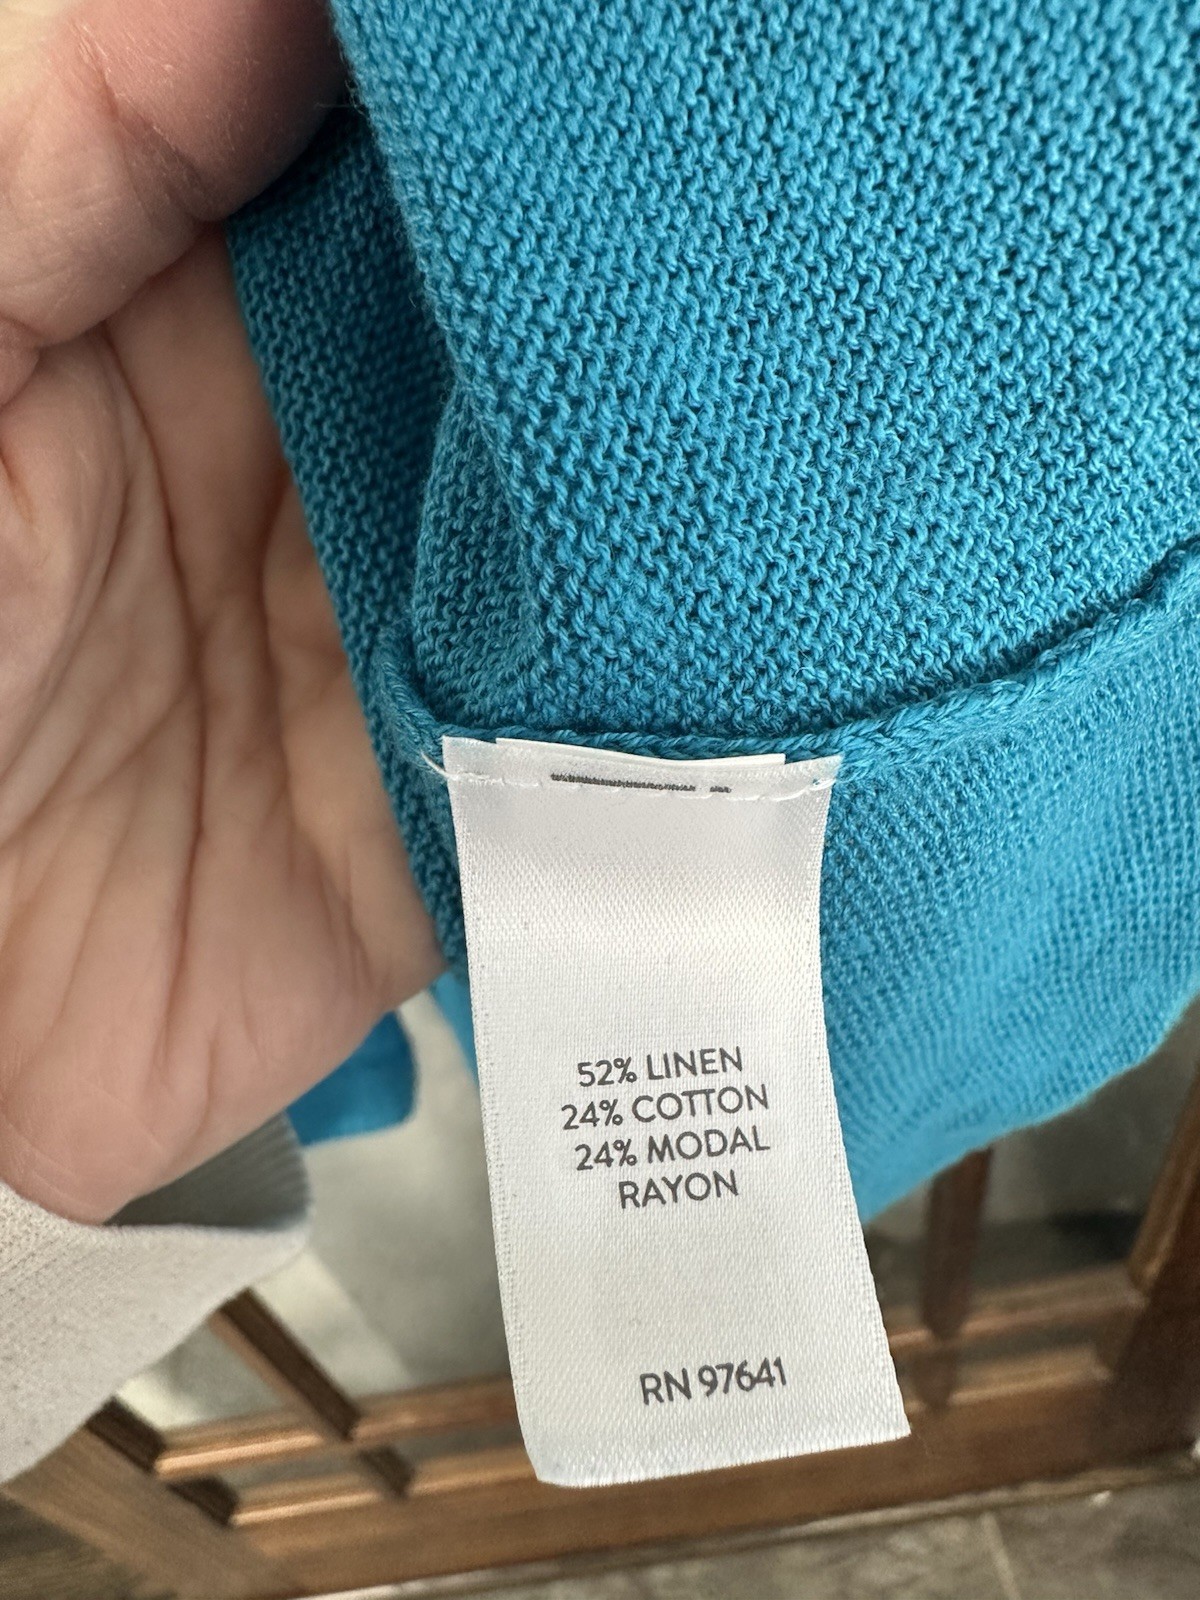 52% LINEN
24% COTTON
24% MODAL
RAYON
RN 97641